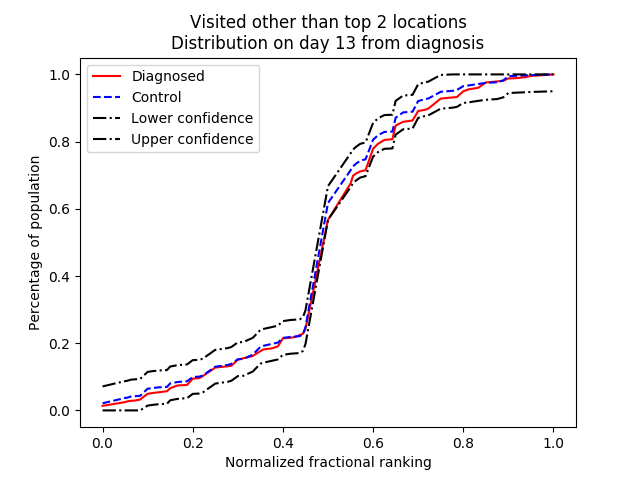 Visited other than top 2 locations
Distribution on day 13 from diagnosis
Diagnosed
Control
Lower confidence
Upper confidence
Percentage of population
1.0
0.8
0.6
0.4
0.2
0.0
0.0 0.2 0.4 0.6 0.8 1.0
Normalized fractional ranking